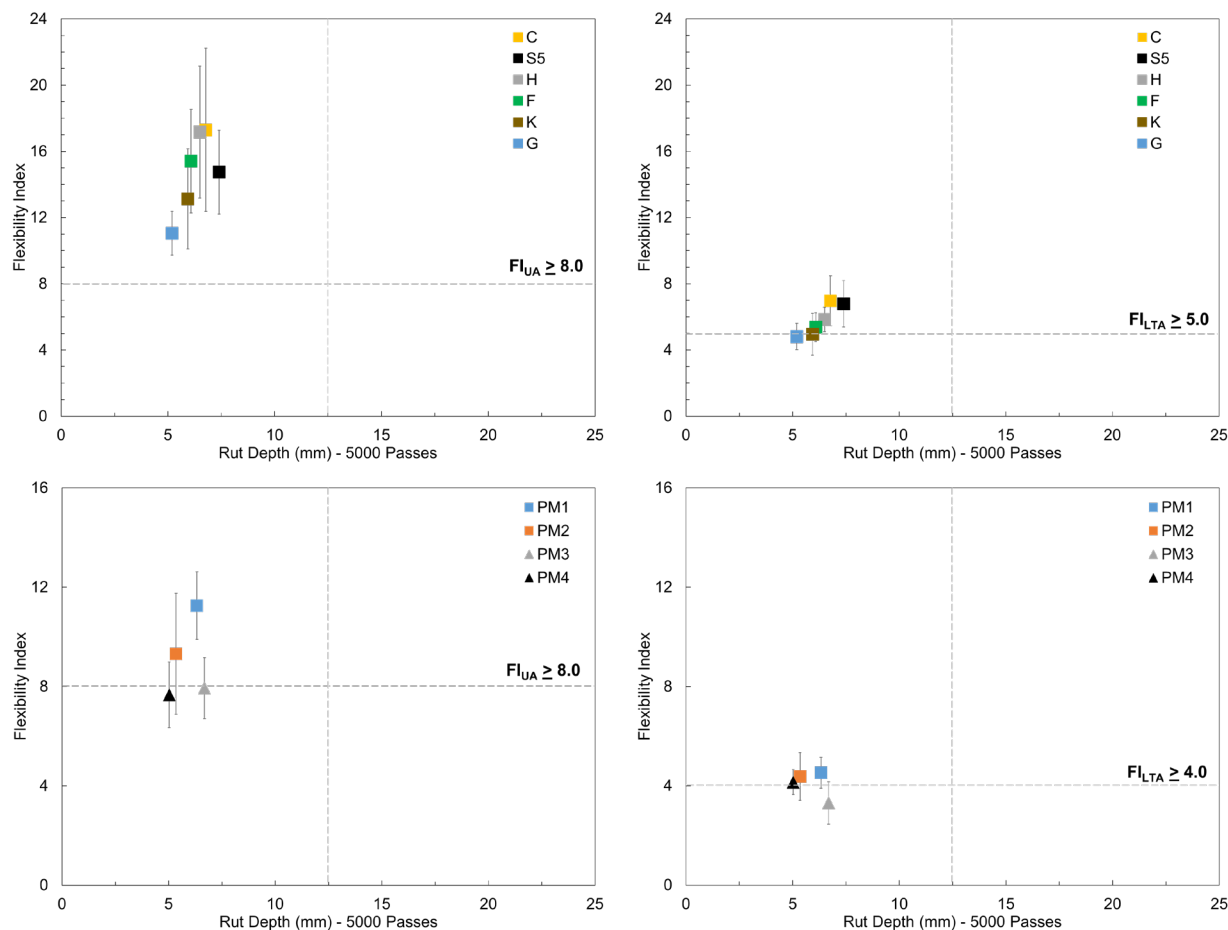 24
20
16
12
8
4
0
Flexibility Index
C
S5
H
F
K
G
FI_UA ≥ 8.0
0 5 10 15 20 25
Rut Depth (mm) - 5000 Passes
24
20
16
12
8
4
0
Flexibility Index
C
S5
H
F
K
G
FI_LTA ≥ 5.0
0 5 10 15 20 25
Rut Depth (mm) - 5000 Passes
16
12
8
4
0
Flexibility Index
PM1
PM2
PM3
PM4
FI_UA ≥ 8.0
0 5 10 15 20 25
Rut Depth (mm) - 5000 Passes
16
12
8
4
0
Flexibility Index
PM1
PM2
PM3
PM4
FI_LTA ≥ 4.0
0 5 10 15 20 25
Rut Depth (mm) - 5000 Passes